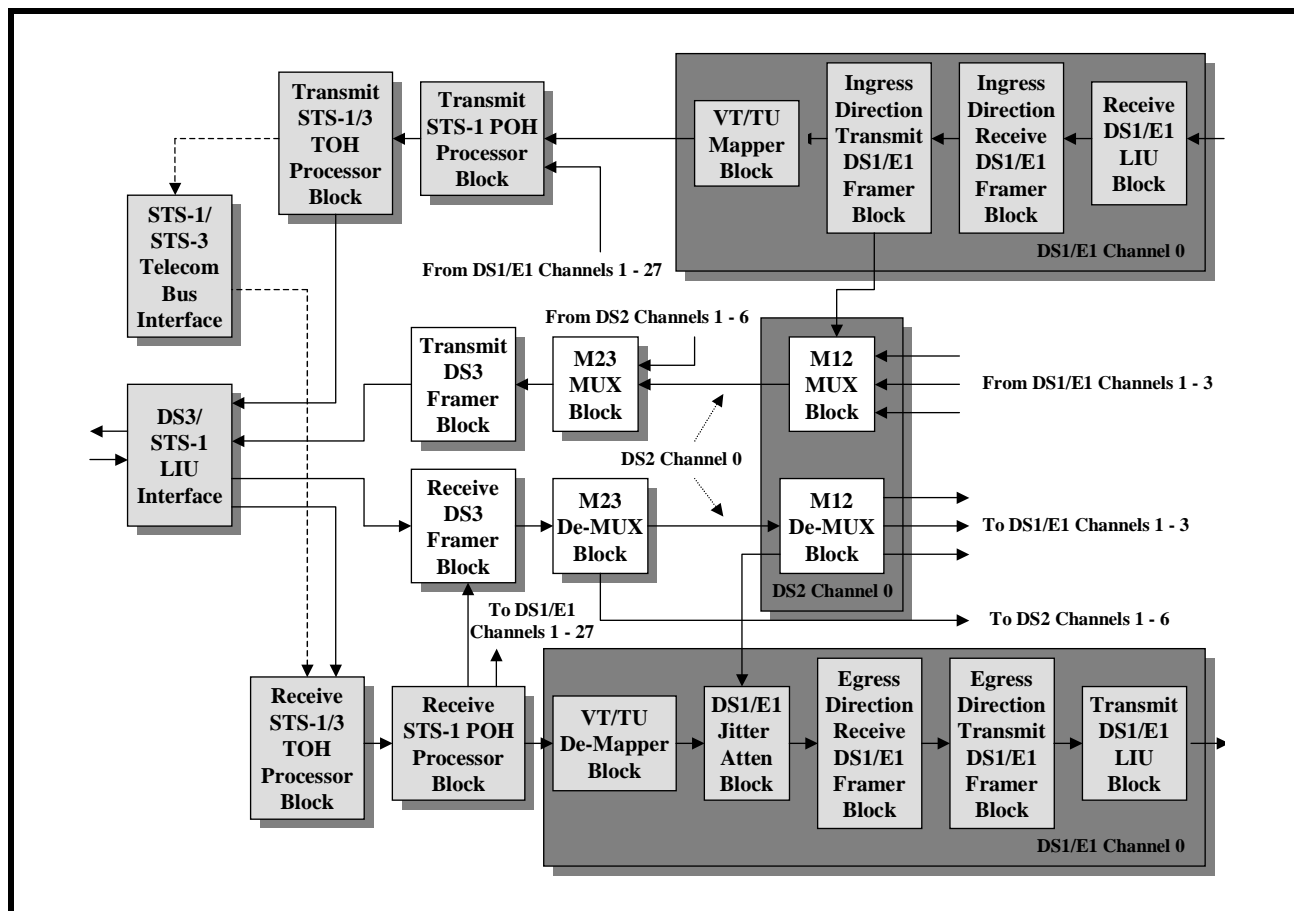 Transmit
STS-1/3
TOH
Processor
Block
Transmit
STS-1 POH
Processor
Block
VT/TU
Mapper
Block
Ingress
Direction
Transmit
DS1/E1
Framer
Block
Ingress
Direction
Receive
DS1/E1
Framer
Block
Receive
DS1/E1
LIU
Block
DS1/E1 Channel 0
STS-1/
STS-3
Telecom
Bus
Interface
From DS1/E1 Channels 1 - 27
From DS2 Channels 1 - 6
Transmit
DS3
Framer
Block
M23
MUX
Block
M12
MUX
Block
From DS1/E1 Channels 1 - 3
DS3/
STS-1
LIU
Interface
DS2 Channel 0
Receive
DS3
Framer
Block
M23
De-MUX
Block
M12
De-MUX
Block
To DS1/E1 Channels 1 - 3
DS2 Channel 0
To DS1/E1
Channels 1 - 27
To DS2 Channels 1 - 6
Receive
STS-1/3
TOH
Processor
Block
Receive
STS-1 POH
Processor
Block
VT/TU
De-Mapper
Block
DS1/E1
Jitter
Atten
Block
Egress
Direction
Receive
DS1/E1
Framer
Block
Egress
Direction
Transmit
DS1/E1
Framer
Block
Transmit
DS1/E1
LIU
Block
DS1/E1 Channel 0